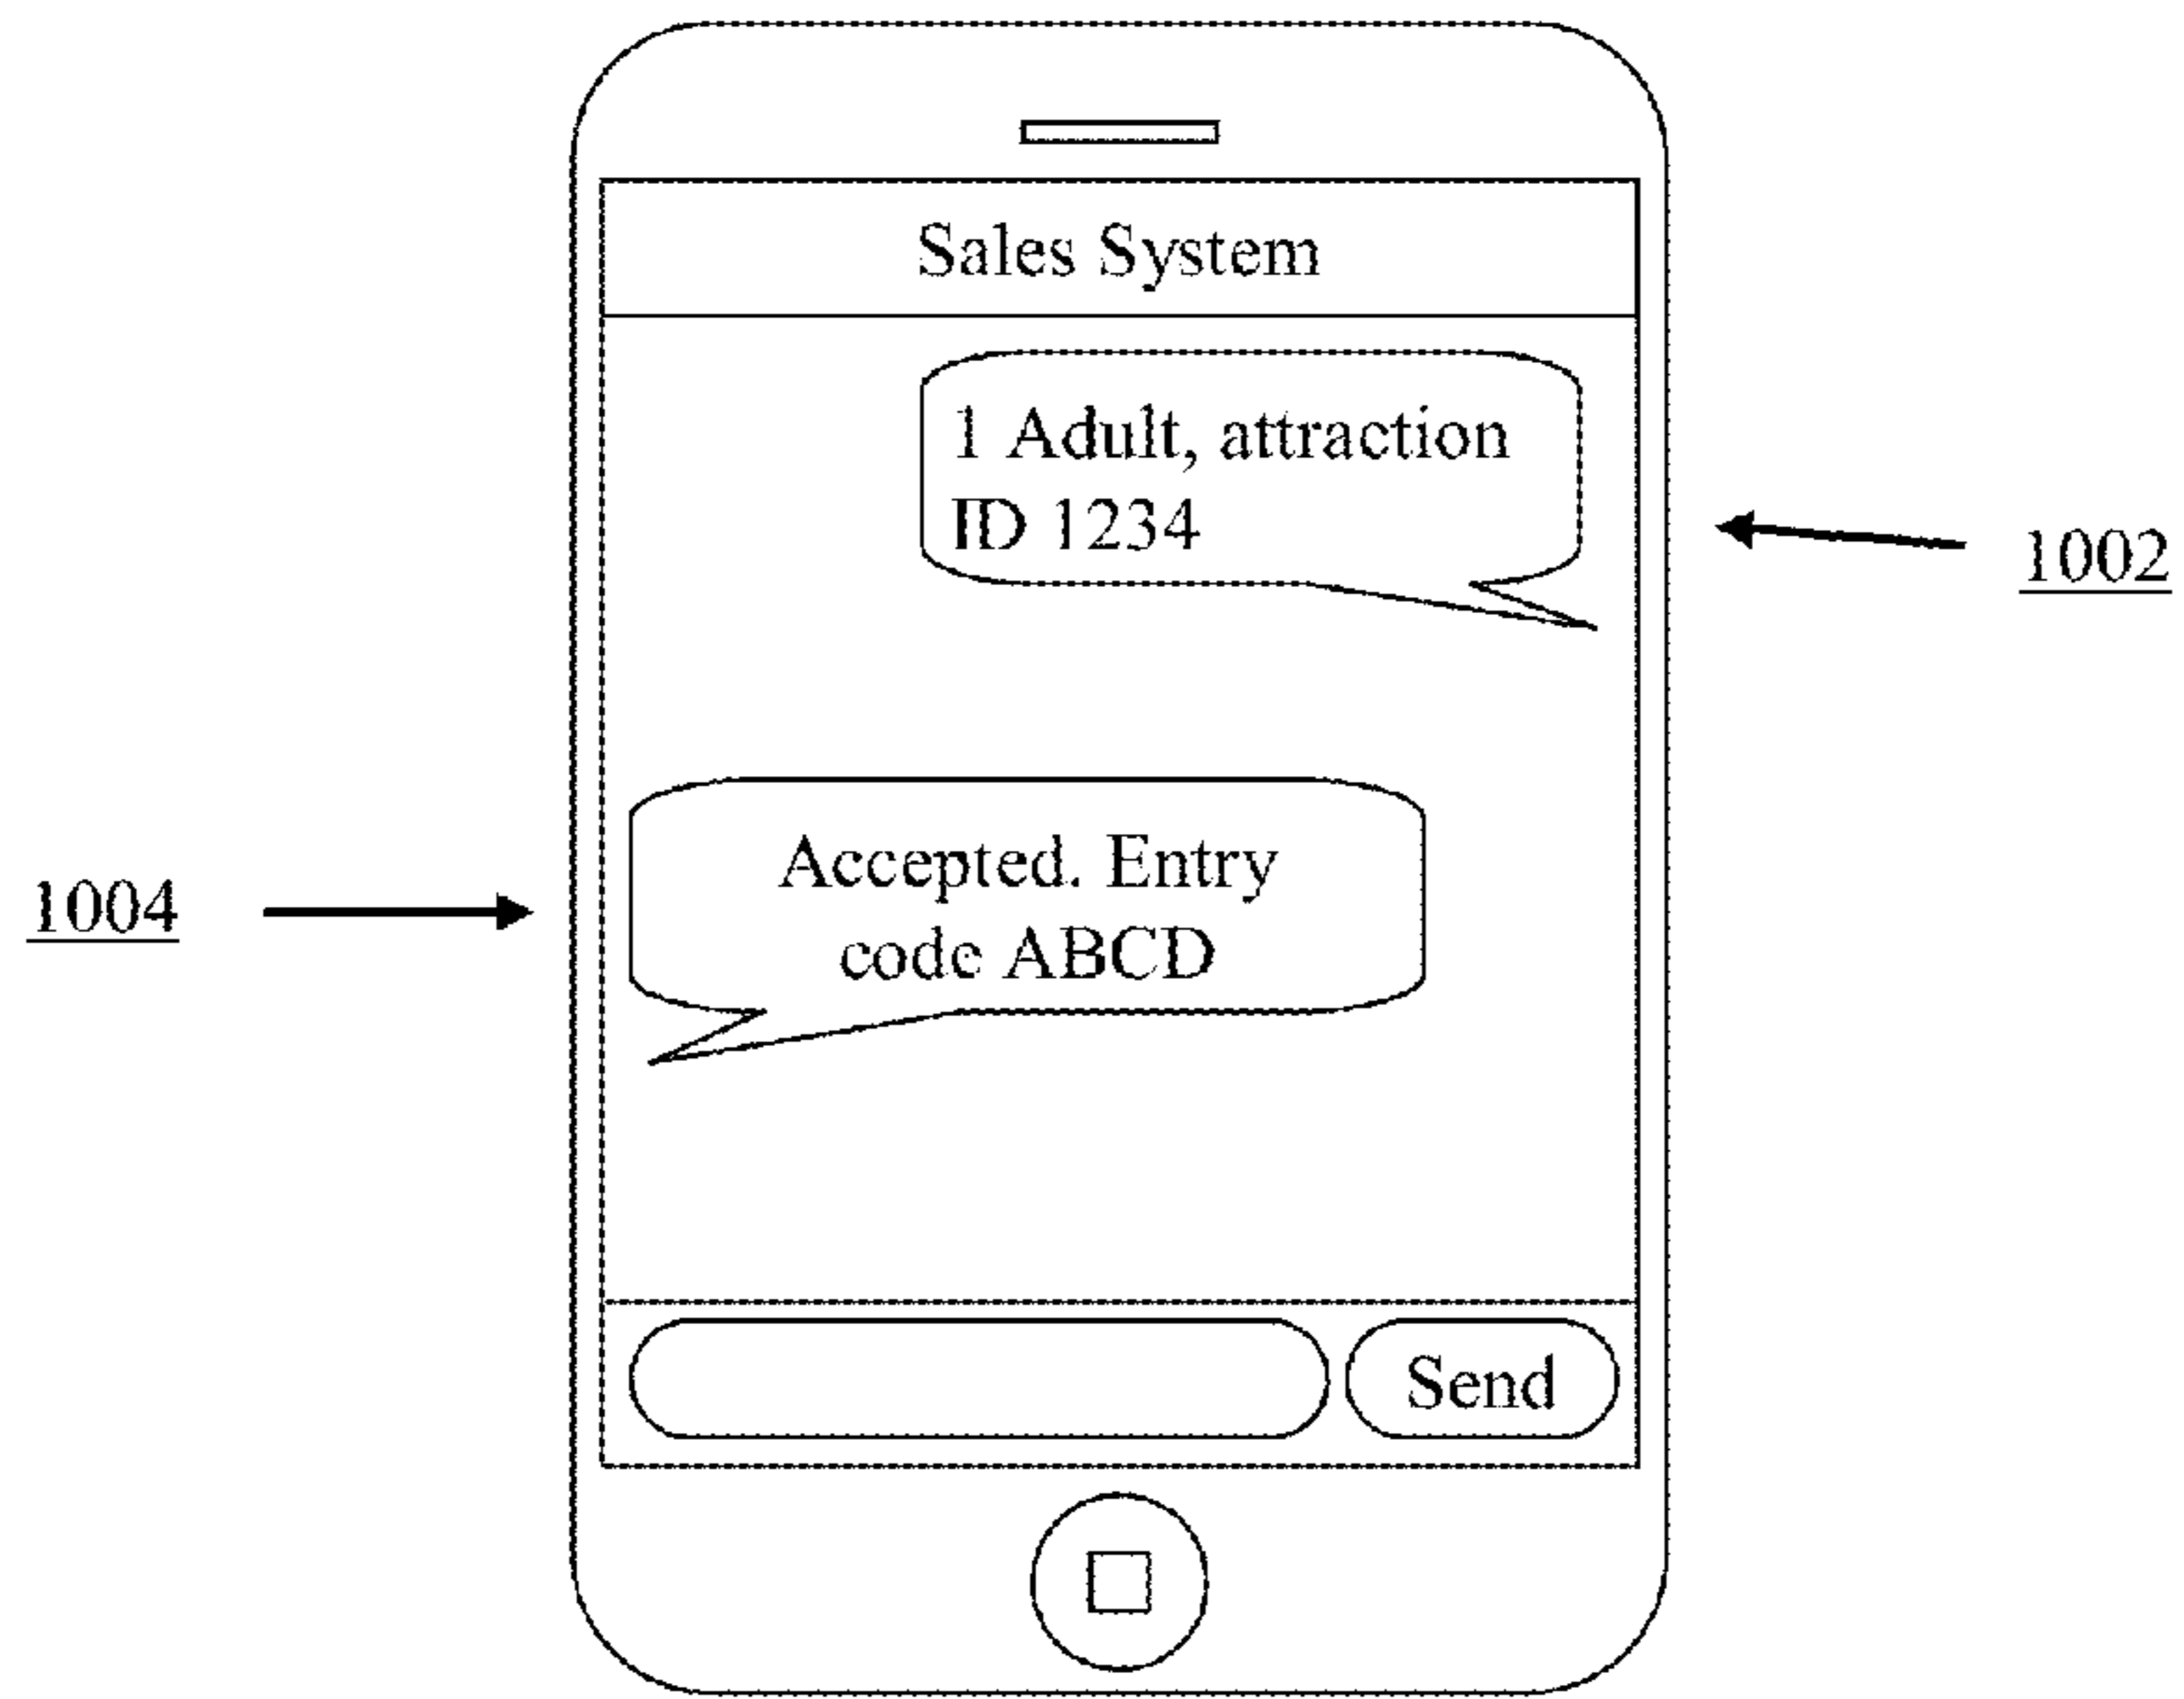 Sales System
1 Adult, attraction
ID 1234
1002
Accepted. Entry
code ABCD
1004
Send